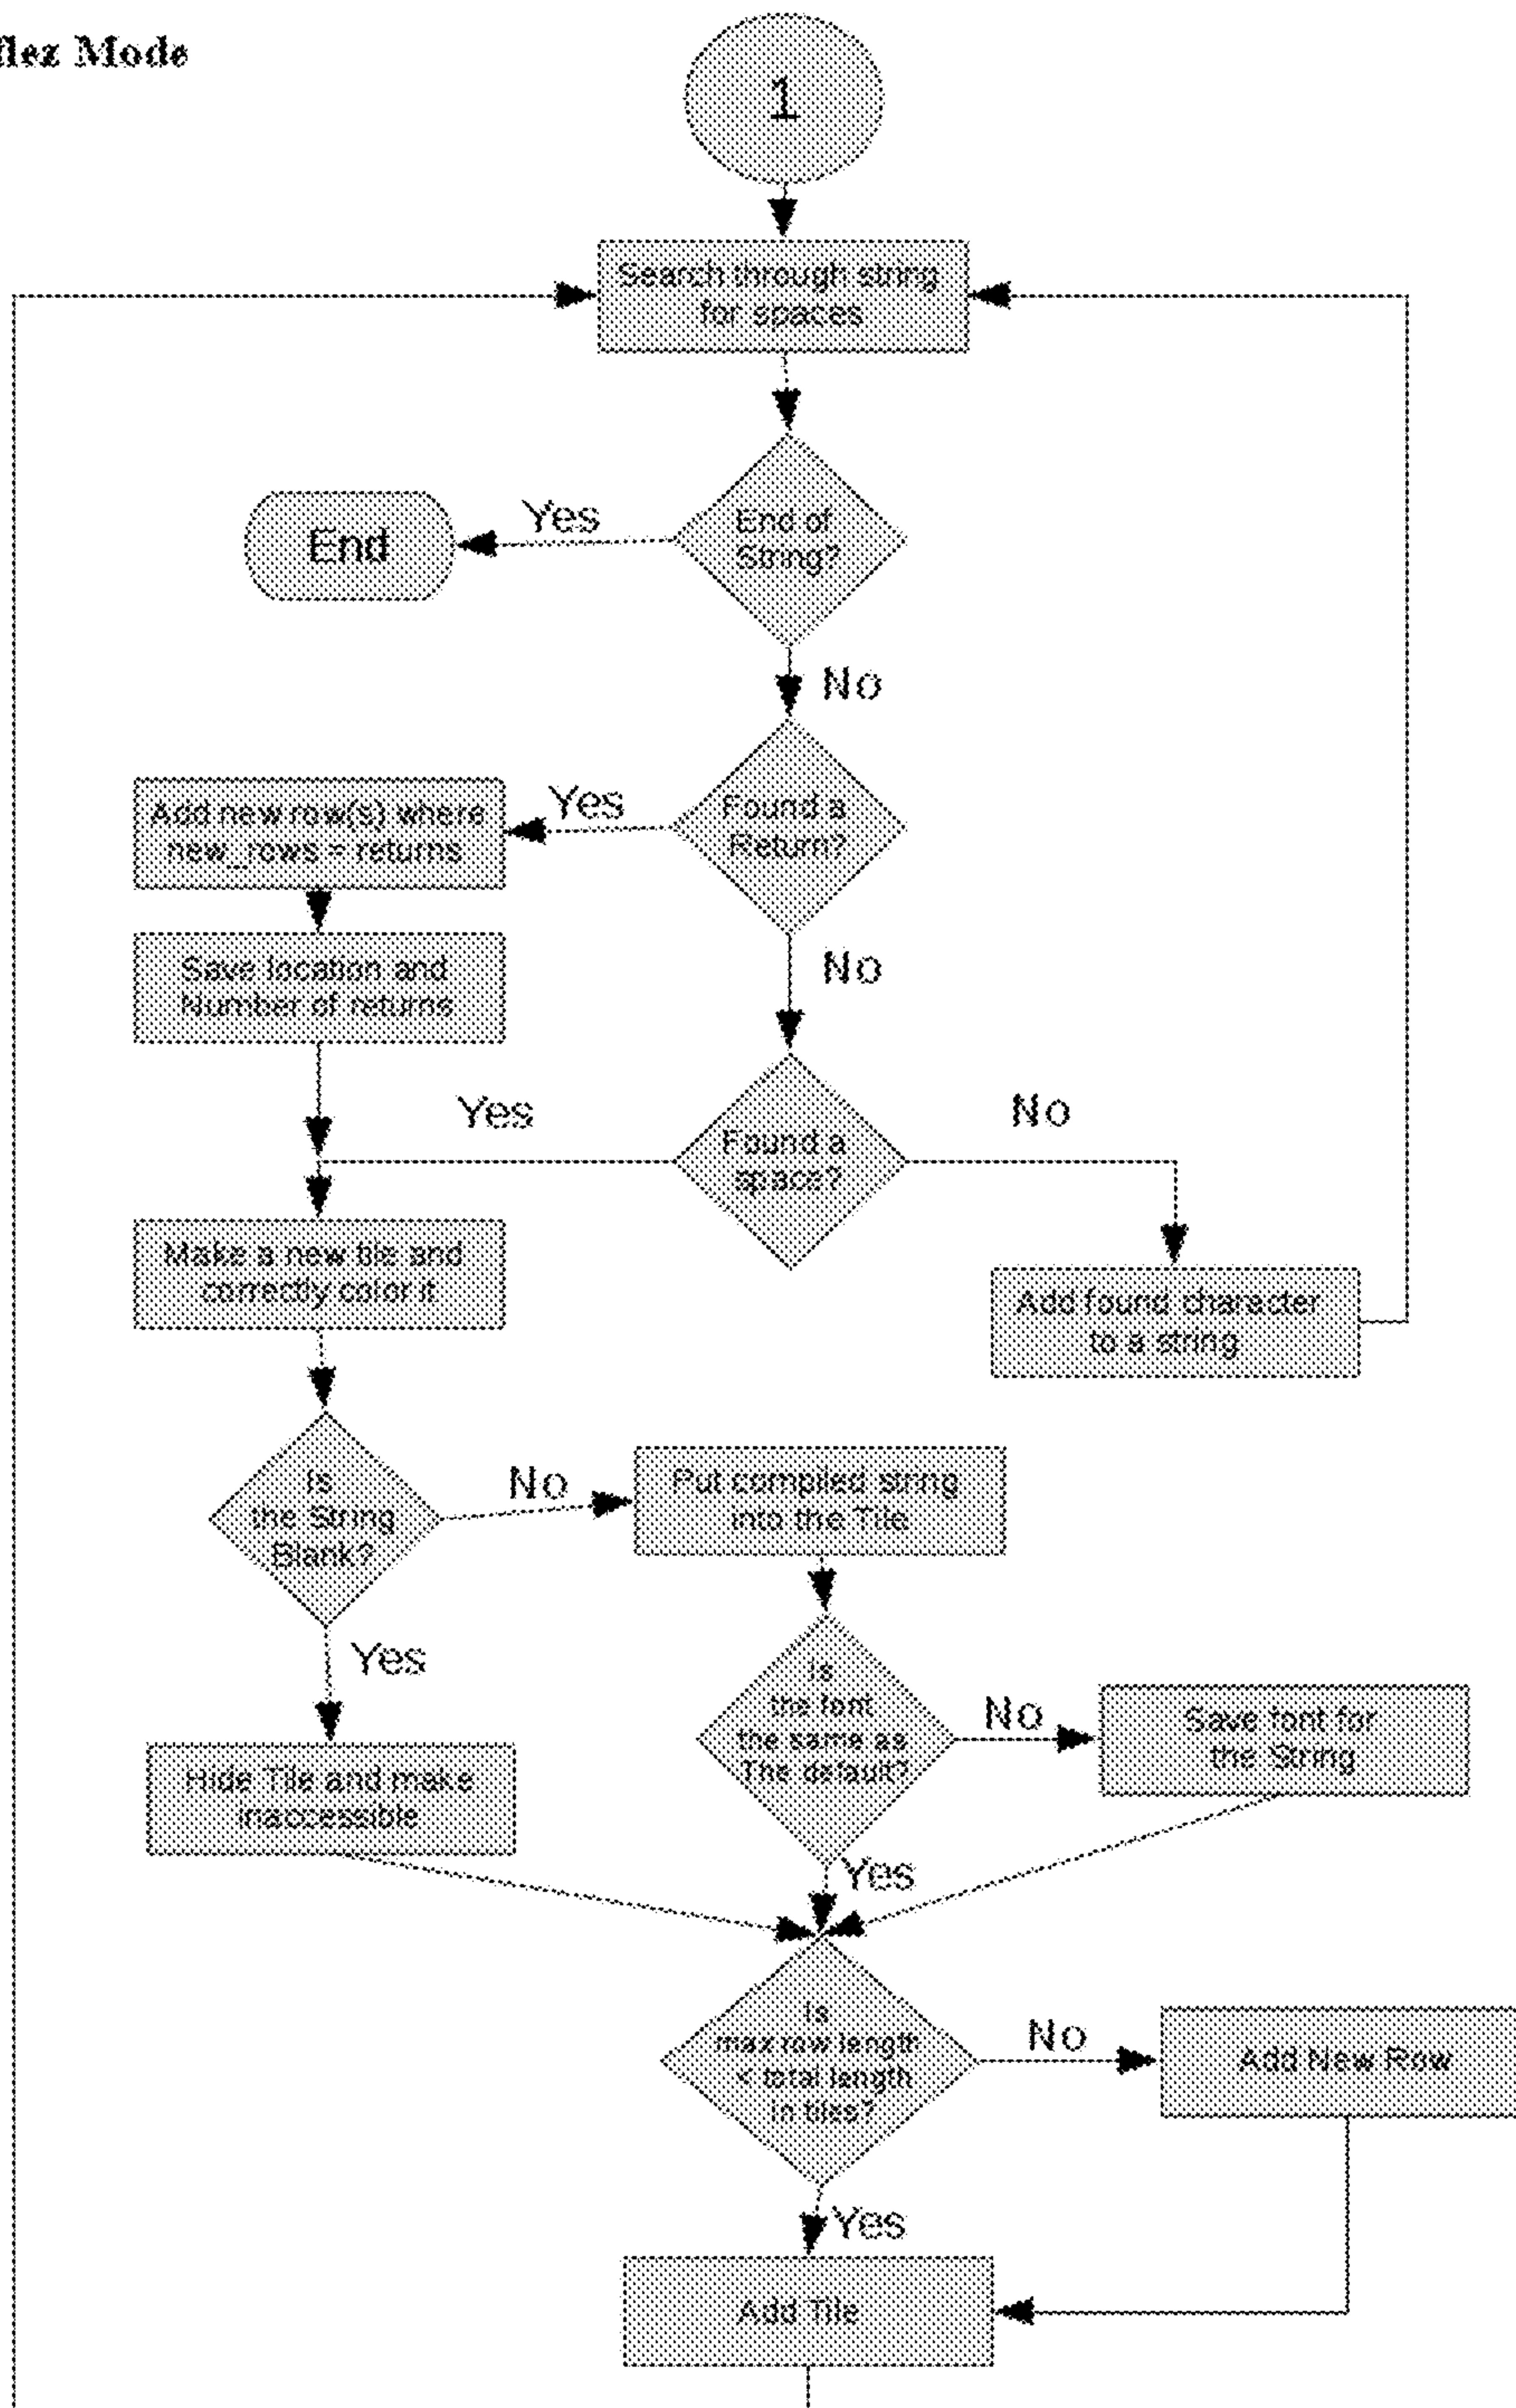 Mode
1
Search through string
for spaces
End of
String?
Yes
End
No
Found a
Return?
Yes
Add new row(s) where
new_rows = returns
Save location and
Number of returns
No
Found a
space?
Yes
No
Make a new tile and
correctly color it
Add found character
to a string
Is
the String
Blank?
No
Put compiled string
into the Tile
Yes
Is
the font
the same as
The default?
No
Save font for
the String
Hide Tile and make
inaccessible
Yes
Is
max row length
< total length
in tiles?
No
Add New Row
Yes
Add Tile